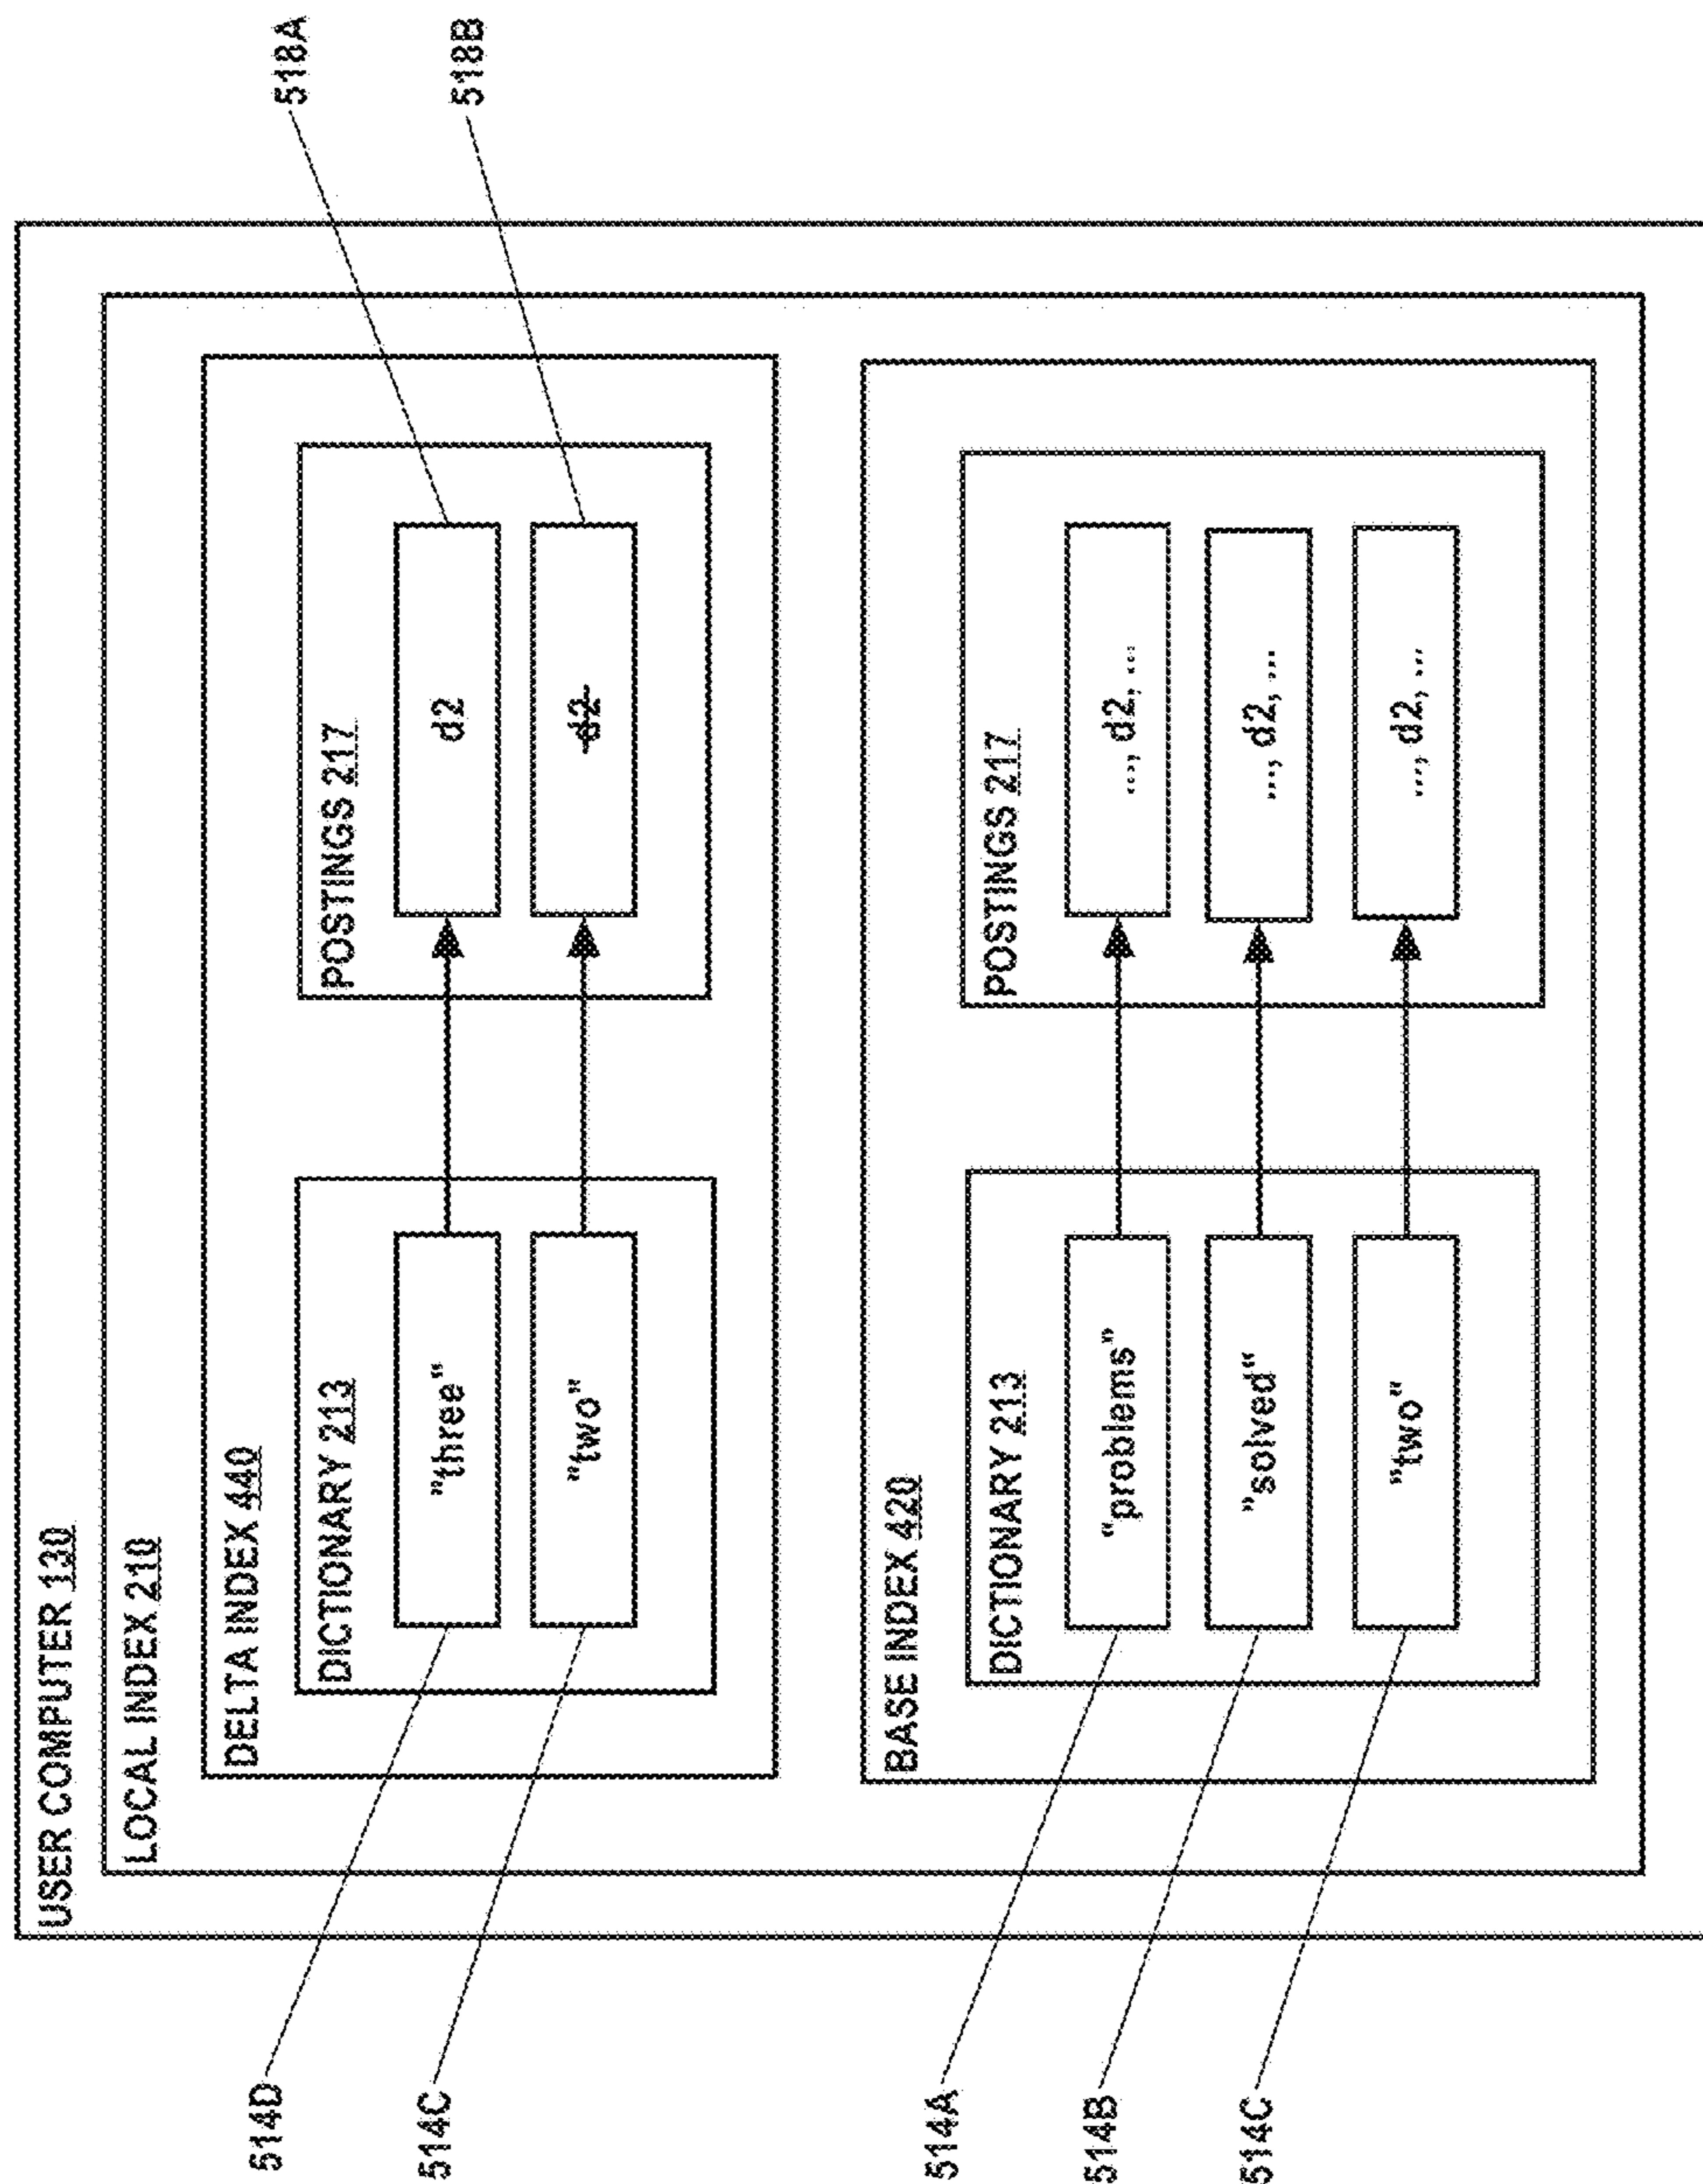 USER COMPUTER 130
LOCAL INDEX 210
DELTA INDEX 440
DICTIONARY 213
POSTINGS 217
518A
514D
"three"
d2
518B
514C
"two"
d2
BASE INDEX 420
DICTIONARY 213
POSTINGS 217
514A
"problems"
..., d2, ...
514B
"solved"
..., d2, ...
514C
"two"
..., d2, ...